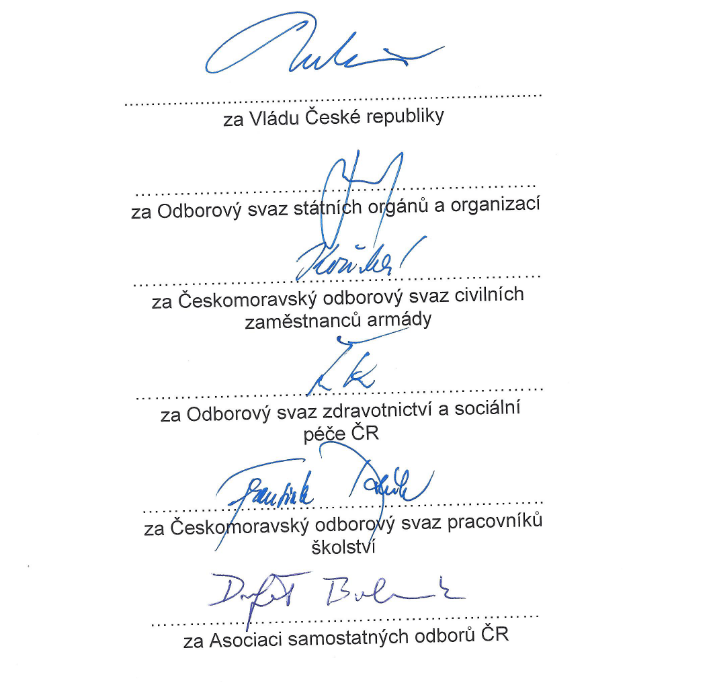 za Vládu České republiky
za Odborový svaz státních orgánů a organizací
za Českomoravský odborový svaz civilních
zaměstnanců armády
za Odborový svaz zdravotnictví a sociální
péče ČR
za Českomoravský odborový svaz pracovníků
školství
za Asociaci samostatných odborů ČR